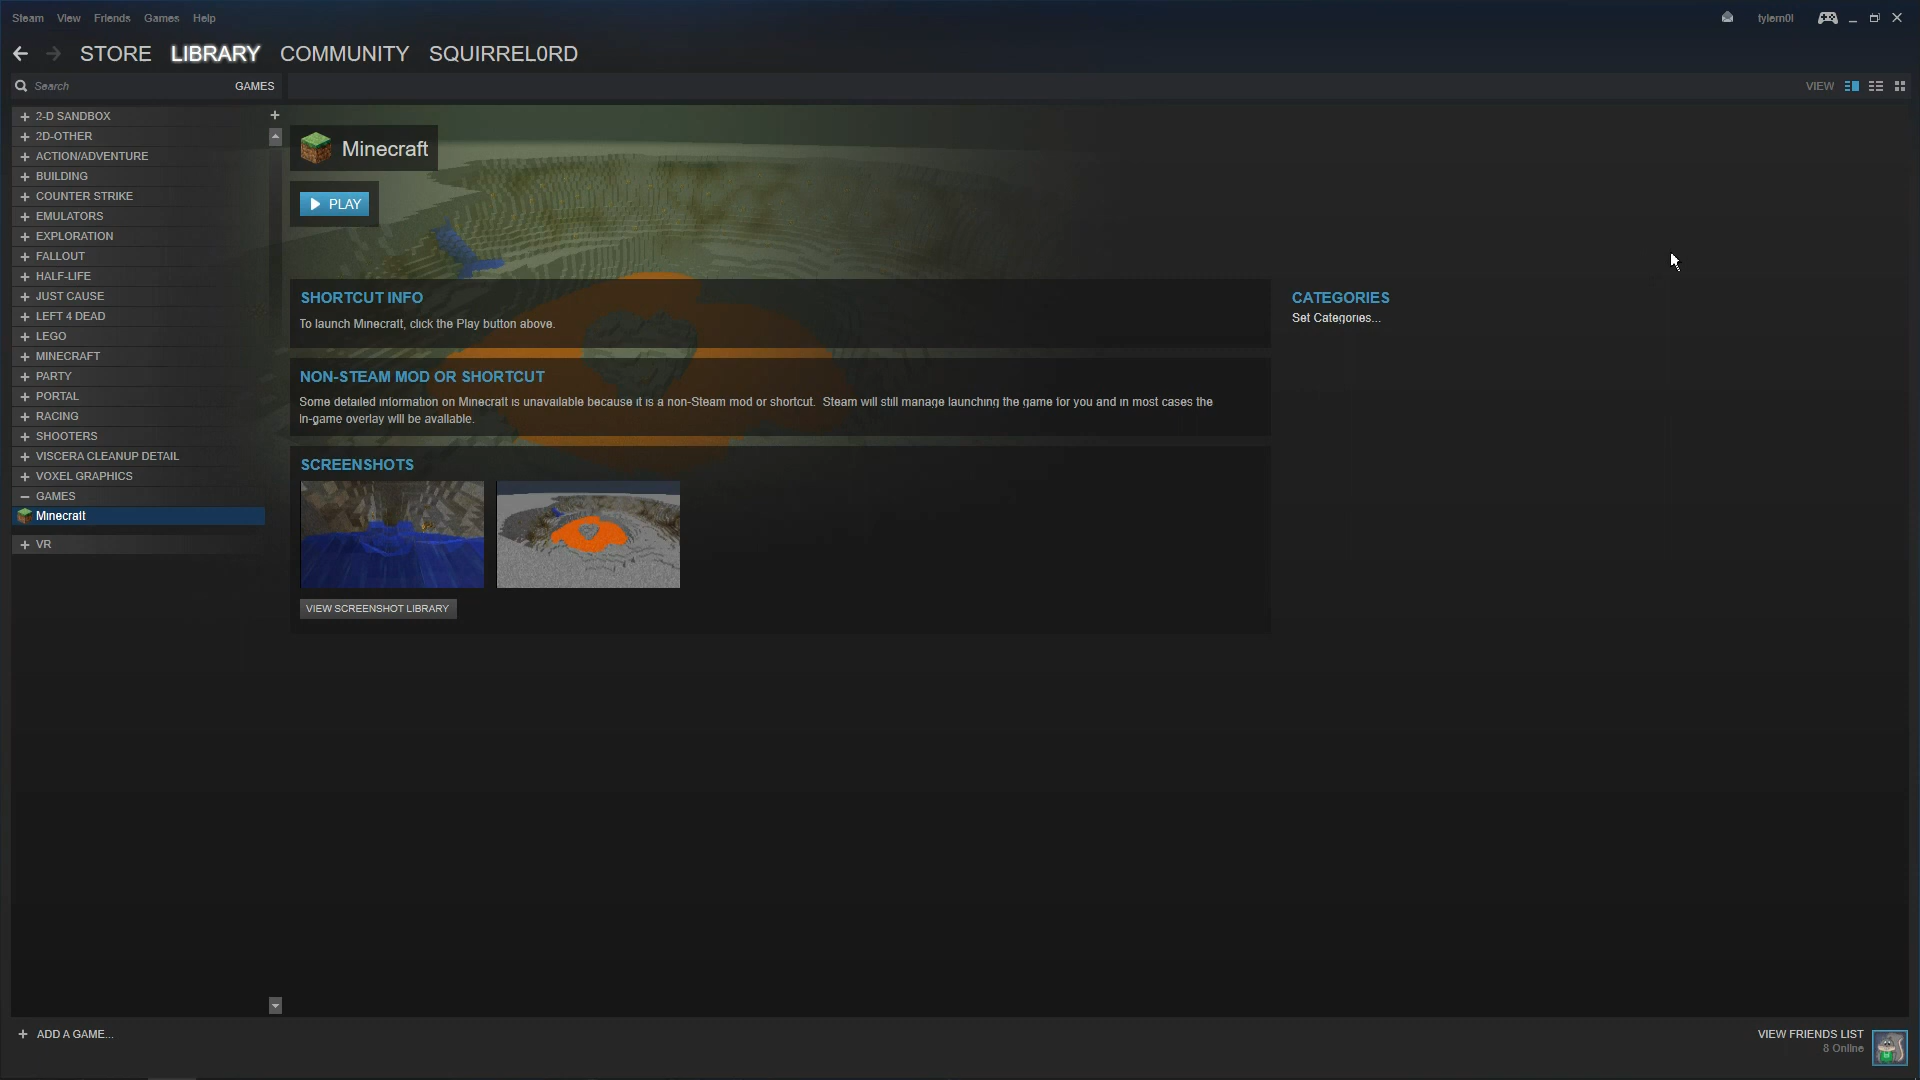 Steam View Friends Games Help
tylern0l
STORE LIBRARY COMMUNITY SQUIRREL0RD
Search GAMES
VIEW
2-D SANDBOX
2D-OTHER
ACTION/ADVENTURE
BUILDING
COUNTER STRIKE
EMULATORS
EXPLORATION
FALLOUT
HALF-LIFE
JUST CAUSE
LEFT 4 DEAD
LEGO
MINECRAFT
PARTY
PORTAL
RACING
SHOOTERS
VISCERA CLEANUP DETAIL
VOXEL GRAPHICS
GAMES
Minecraft
VR
Minecraft
PLAY
SHORTCUT INFO
To launch Minecraft, click the Play button above.
NON-STEAM MOD OR SHORTCUT
Some detailed information on Minecraft is unavailable because it is a non-Steam mod or shortcut. Steam will still manage launching the game for you and in most cases the
in-game overlay will be available.
SCREENSHOTS
VIEW SCREENSHOT LIBRARY
CATEGORIES
Set Categories...
+ ADD A GAME...
VIEW FRIENDS LIST
8 Online